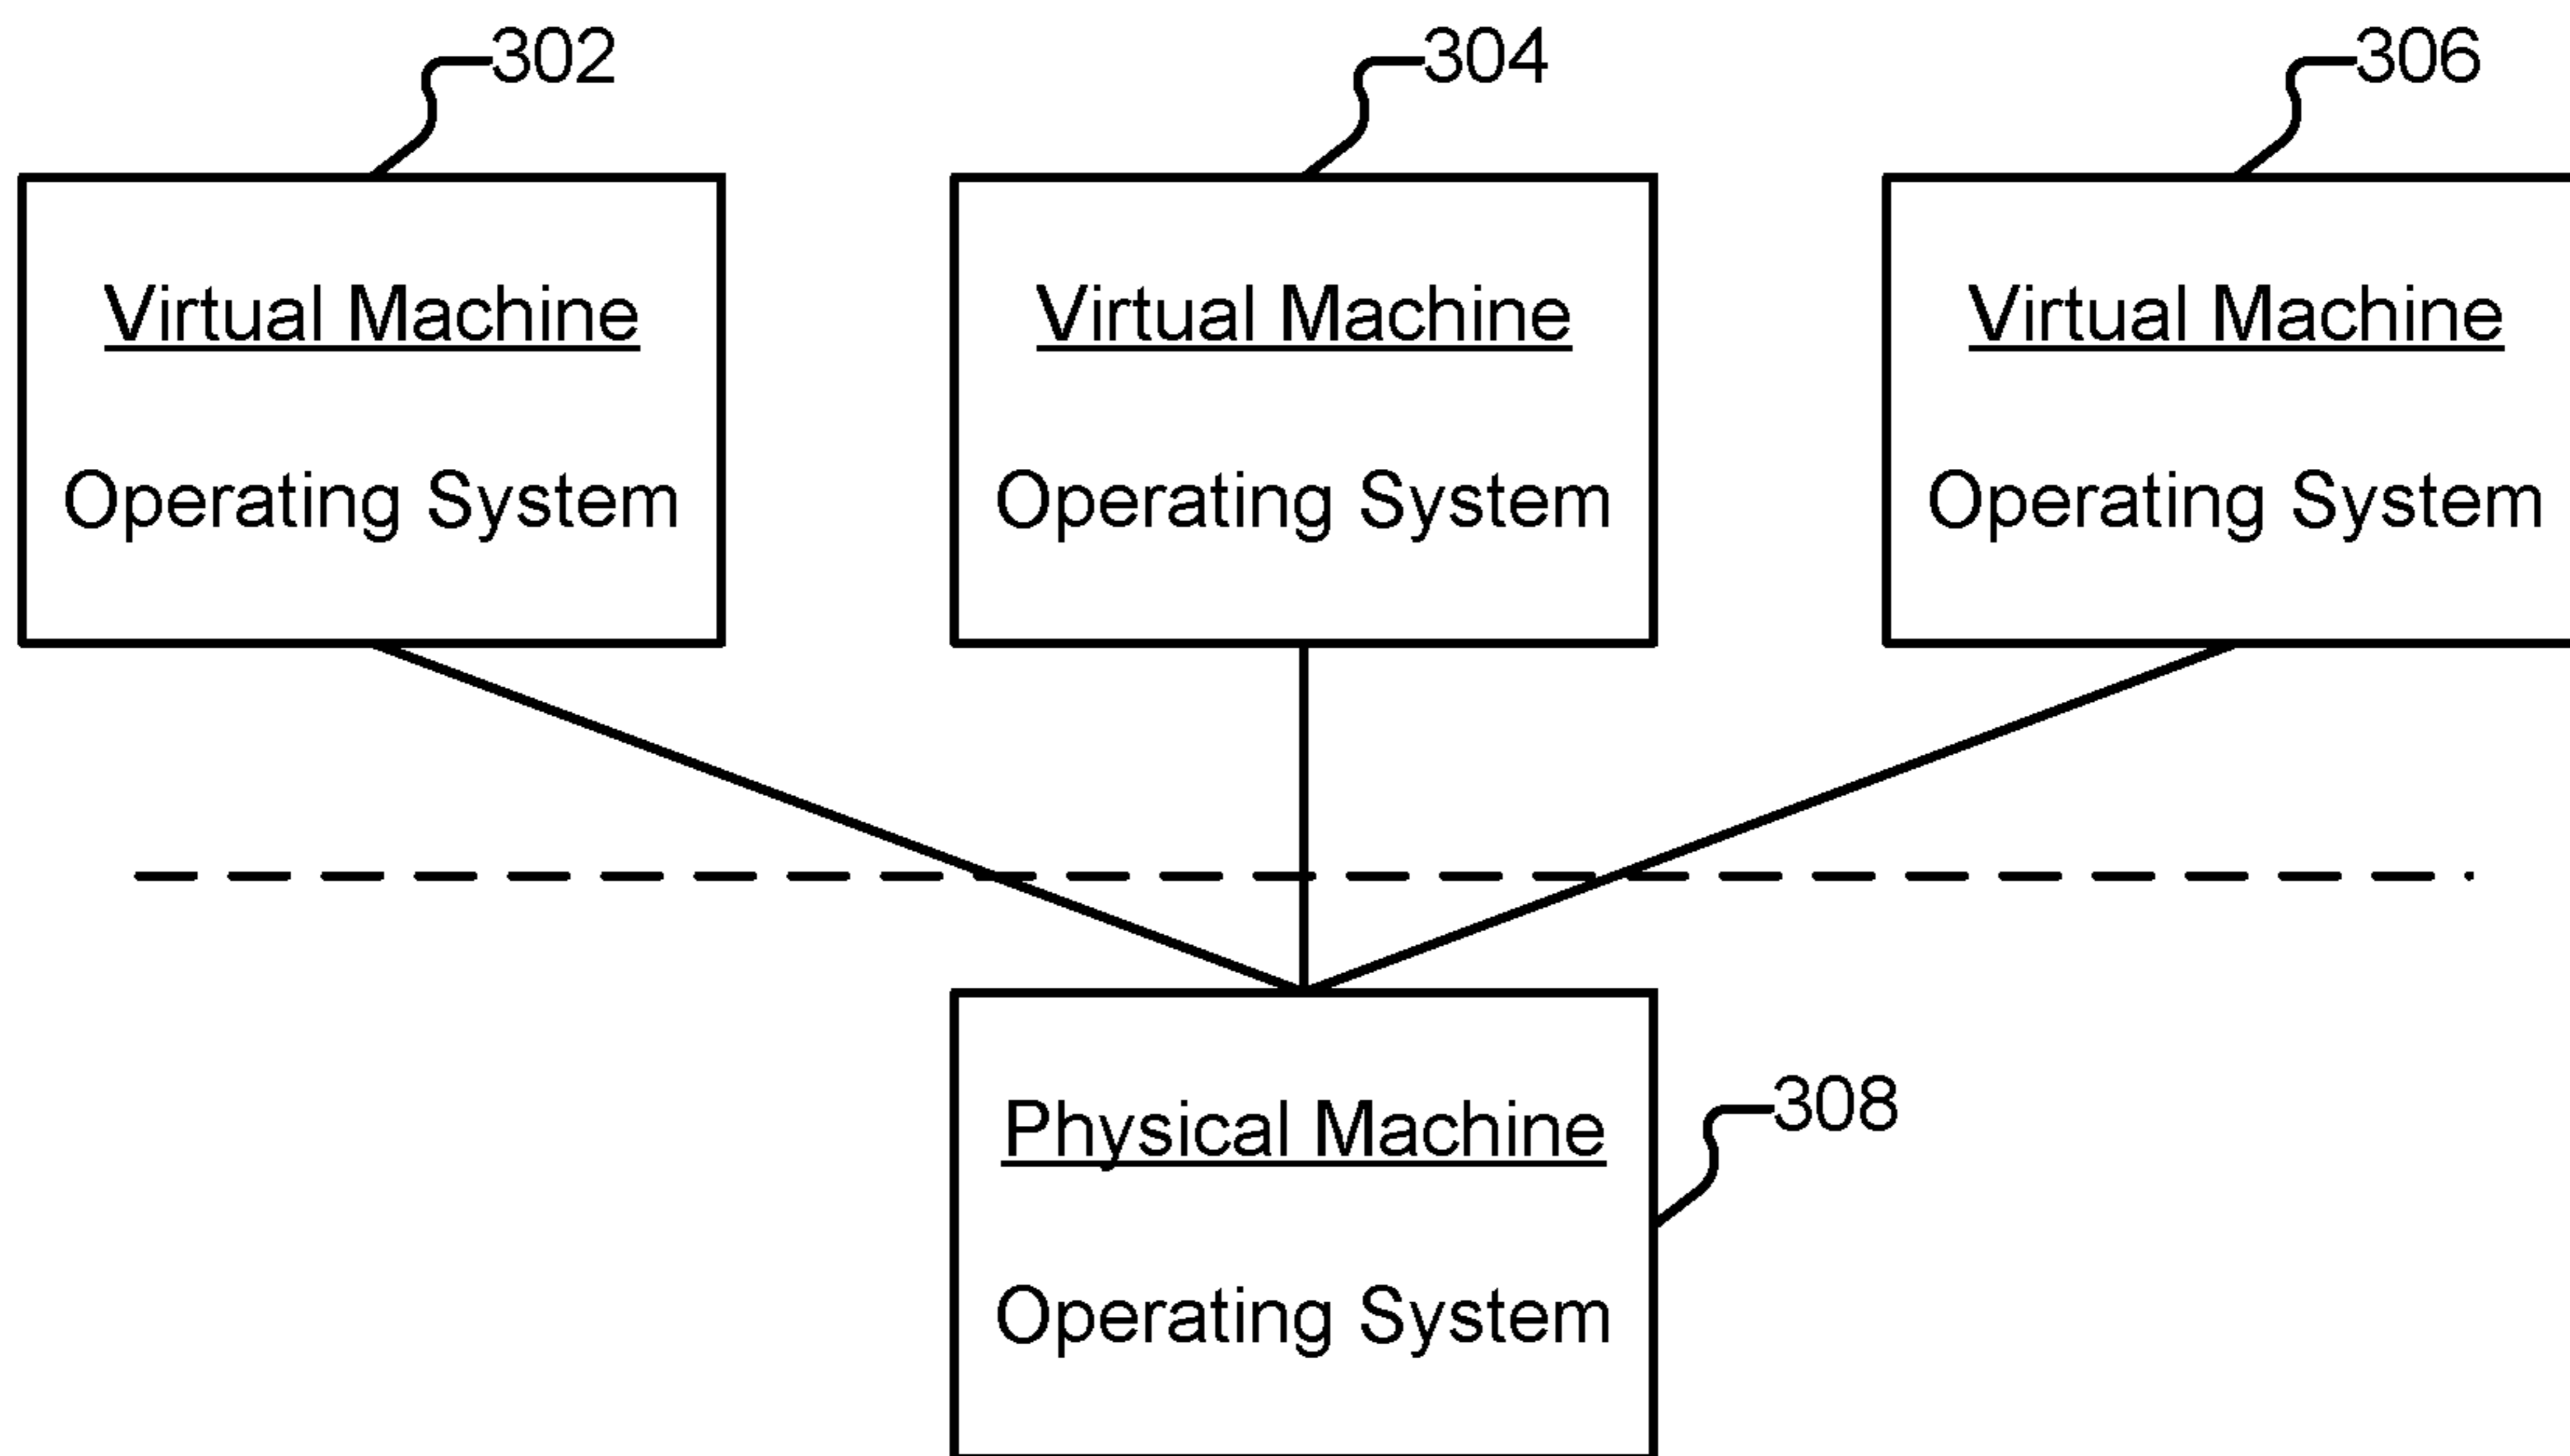 302
304
306
Virtual Machine
Operating System
Virtual Machine
Operating System
Virtual Machine
Operating System
Physical Machine
308
Operating System